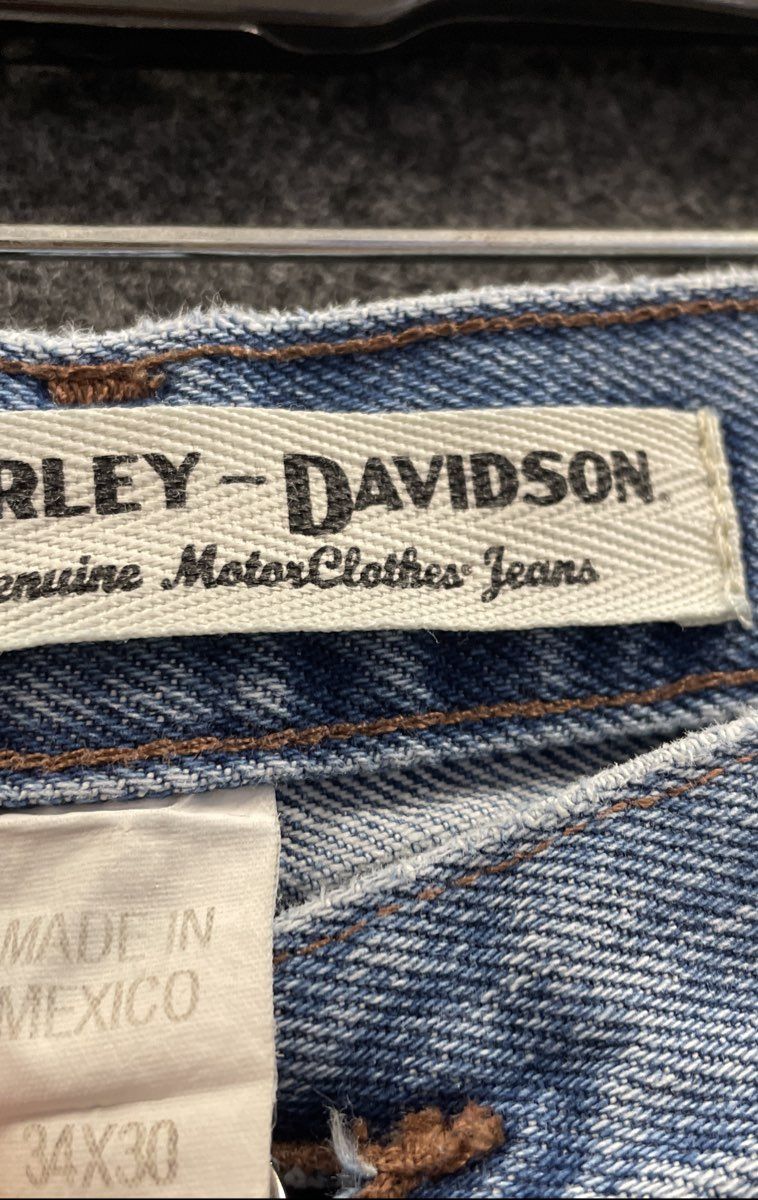 RLEY - DAVIDSON
enuine MotorClothes® Jeans
MADE IN
MEXICO
34X30